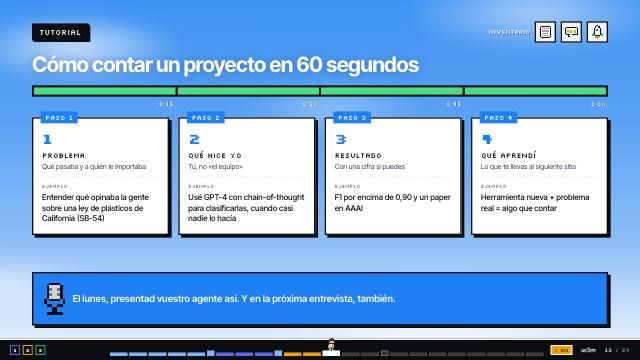 TUTORIAL
INVENTARIO
Cómo contar un proyecto en 60 segundos
0:15
0:30
0:45
1:00
PASO 1
1
PROBLEMA
Qué pasaba y a quién le importaba
EJEMPLO
Entender qué opinaba la gente
sobre una ley de plásticos de
California (SB-54)
PASO 2
2
QUÉ HICE YO
Tú, no «el equipo»
EJEMPLO
Usé GPT-4 con chain-of-thought
para clasificarlas, cuando casi
nadie lo hacía
PASO 3
3
RESULTADO
Con una cifra si puedes
EJEMPLO
F1 por encima de 0,90 y un paper
en AAAI
PASO 4
4
QUÉ APRENDÍ
Lo que te llevas al siguiente sitio
EJEMPLO
Herramienta nueva + problema
real = algo que contar
El lunes, presentad vuestro agente así. Y en la próxima entrevista, también.
1 2 3
uc3m